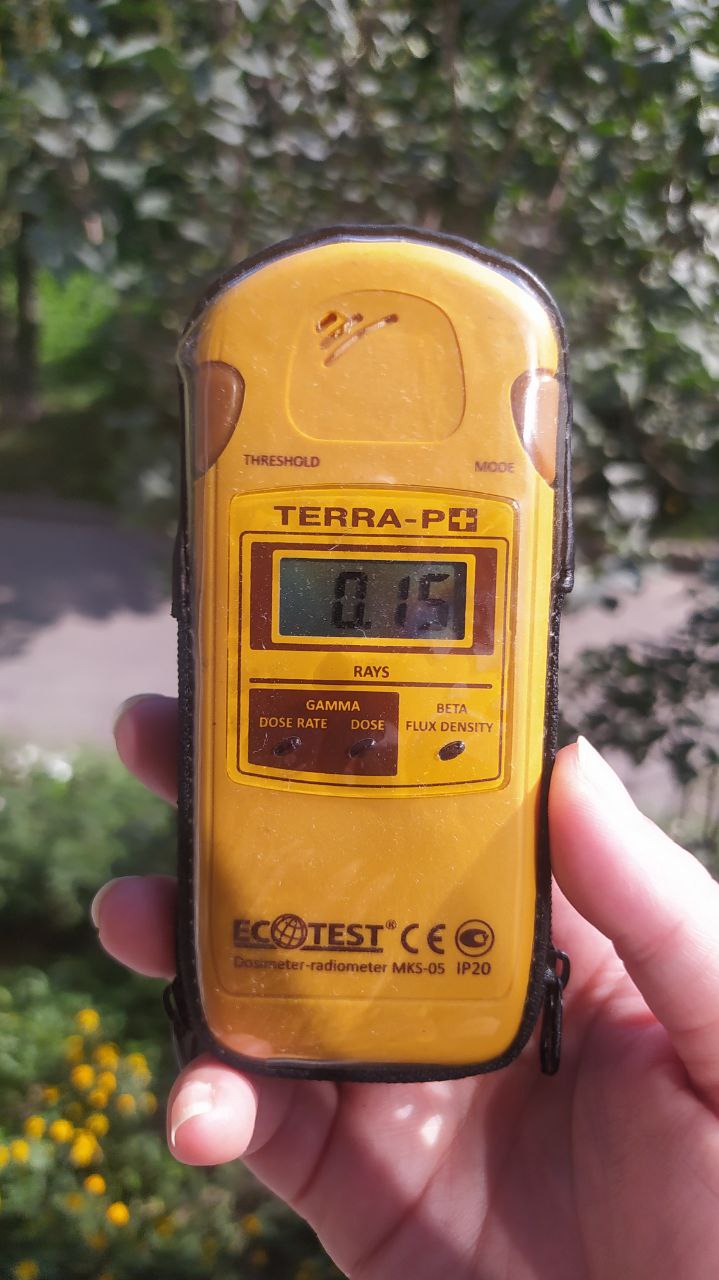 THRESHOLD MODE
TERRA-P+
0.15
RAYS
GAMMA
DOSE RATE DOSE
BETA
FLUX DENSITY
ECOTEST® CE
Dosimeter-radiometer MKS-05 IP20